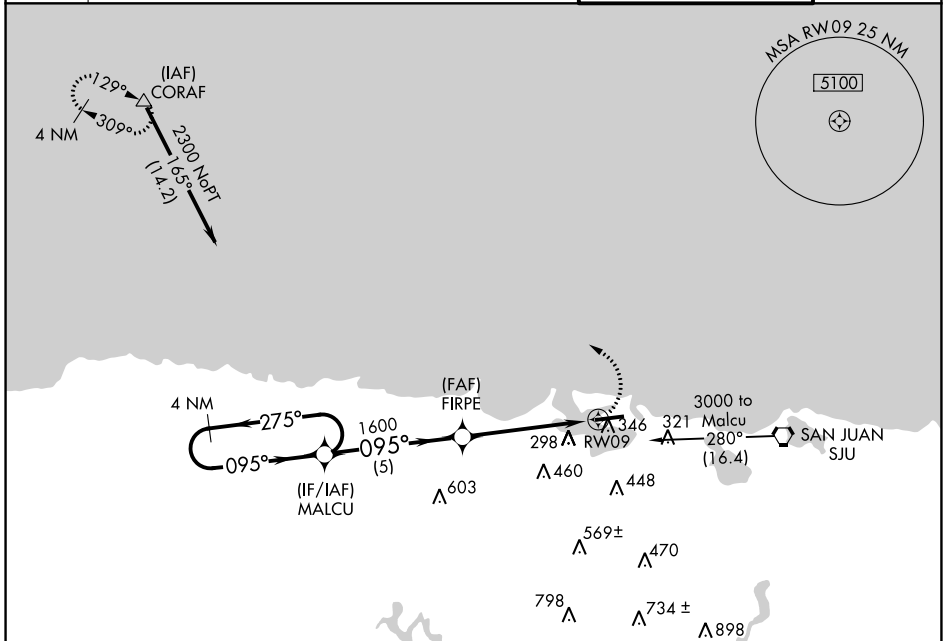 MSA RW09 25 NM
5100
(IAF)
CORAF
129°
309°
4 NM
2300 NoPT
165°
(14.2)
4 NM
275°
095°
(IF/IAF)
MALCU
1600
095°
(5)
(FAF)
FIRPE
603
298
RW09
346
321
3000 to
Malcu
280°
(16.4)
SAN JUAN
SJU
460
448
569±
470
798
734 ±
898